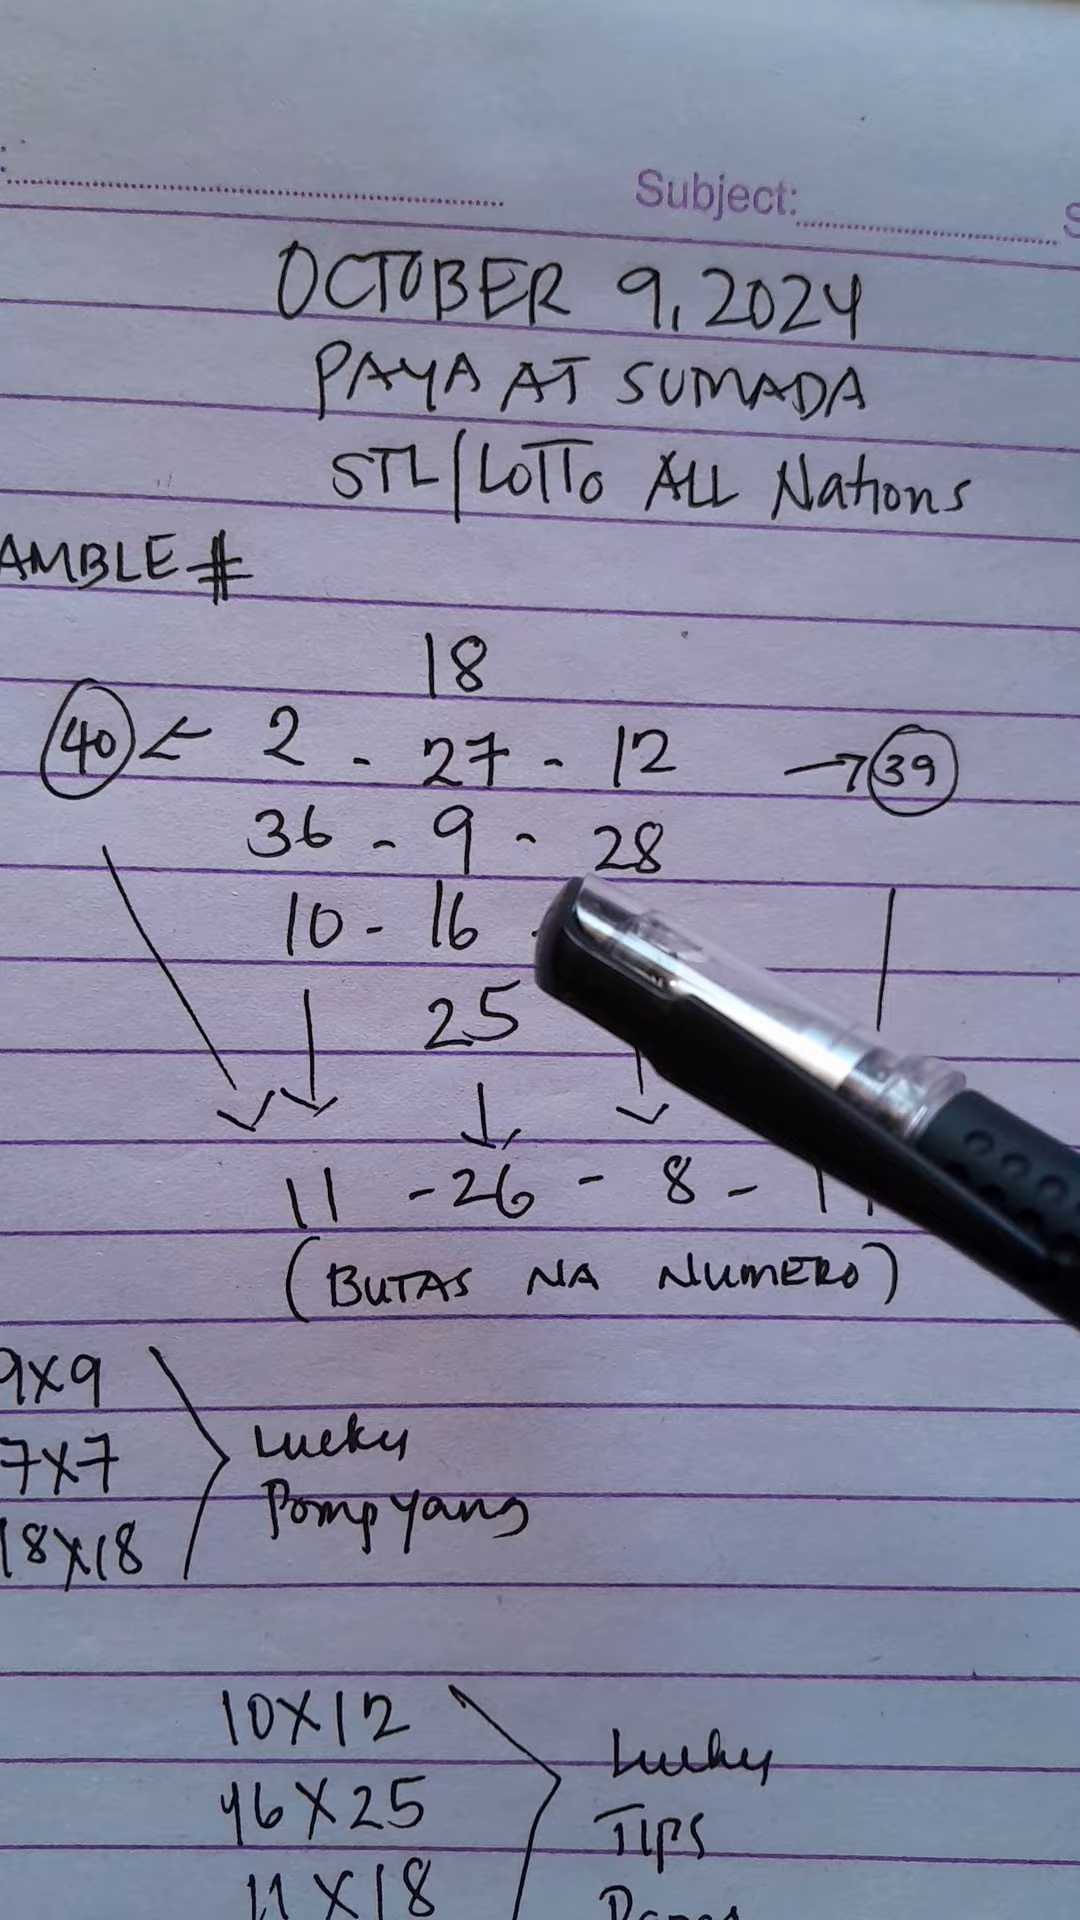 Subject:
OCTOBER 9, 2024
PAYA AT SUMADA
STL/LOTTO ALL Nations
AMBLE #
18
40 ← 2 - 27 - 12 → 39
36 - 9 - 28
10 - 16 -
25
11 - 26 - 8 -
(BUTAS NA NUMERO)
9X9
7X7
18X18
Lucky
Pompyang
10X12
16X25
11X18
Lucky
TIPS